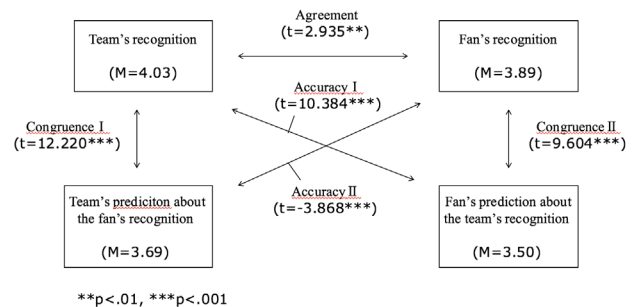 Agreement
(t=2.935**)
Team's recognition
(M=4.03)
Fan's recognition
(M=3.89)
Accuracy I
(t=10.384***)
Congruence I
(t=12.220***)
Congruence II
(t=9.604***)
Accuracy II
(t=-3.868***)
Team's prediciton about
the fan's recognition
(M=3.69)
Fan's prediction about
the team's recognition
(M=3.50)
**p<.01, ***p<.001